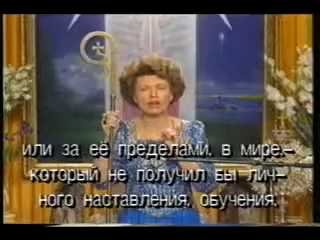 или за её пределами, в мире,–
который не получил бы лич–
ного наставления, обучения.